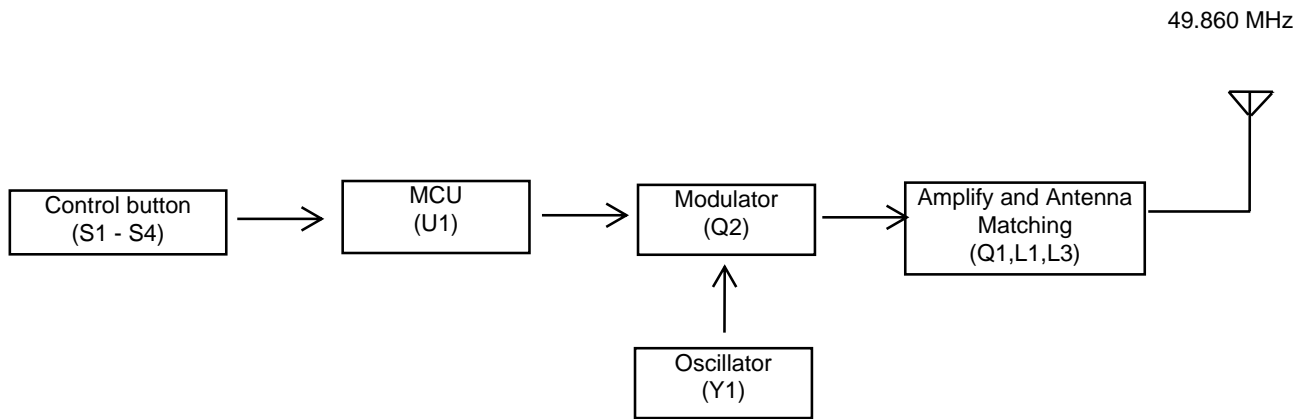 49.860 MHz
Control button
(S1 - S4)
MCU
(U1)
Modulator
(Q2)
Amplify and Antenna
Matching
(Q1,L1,L3)
Oscillator
(Y1)